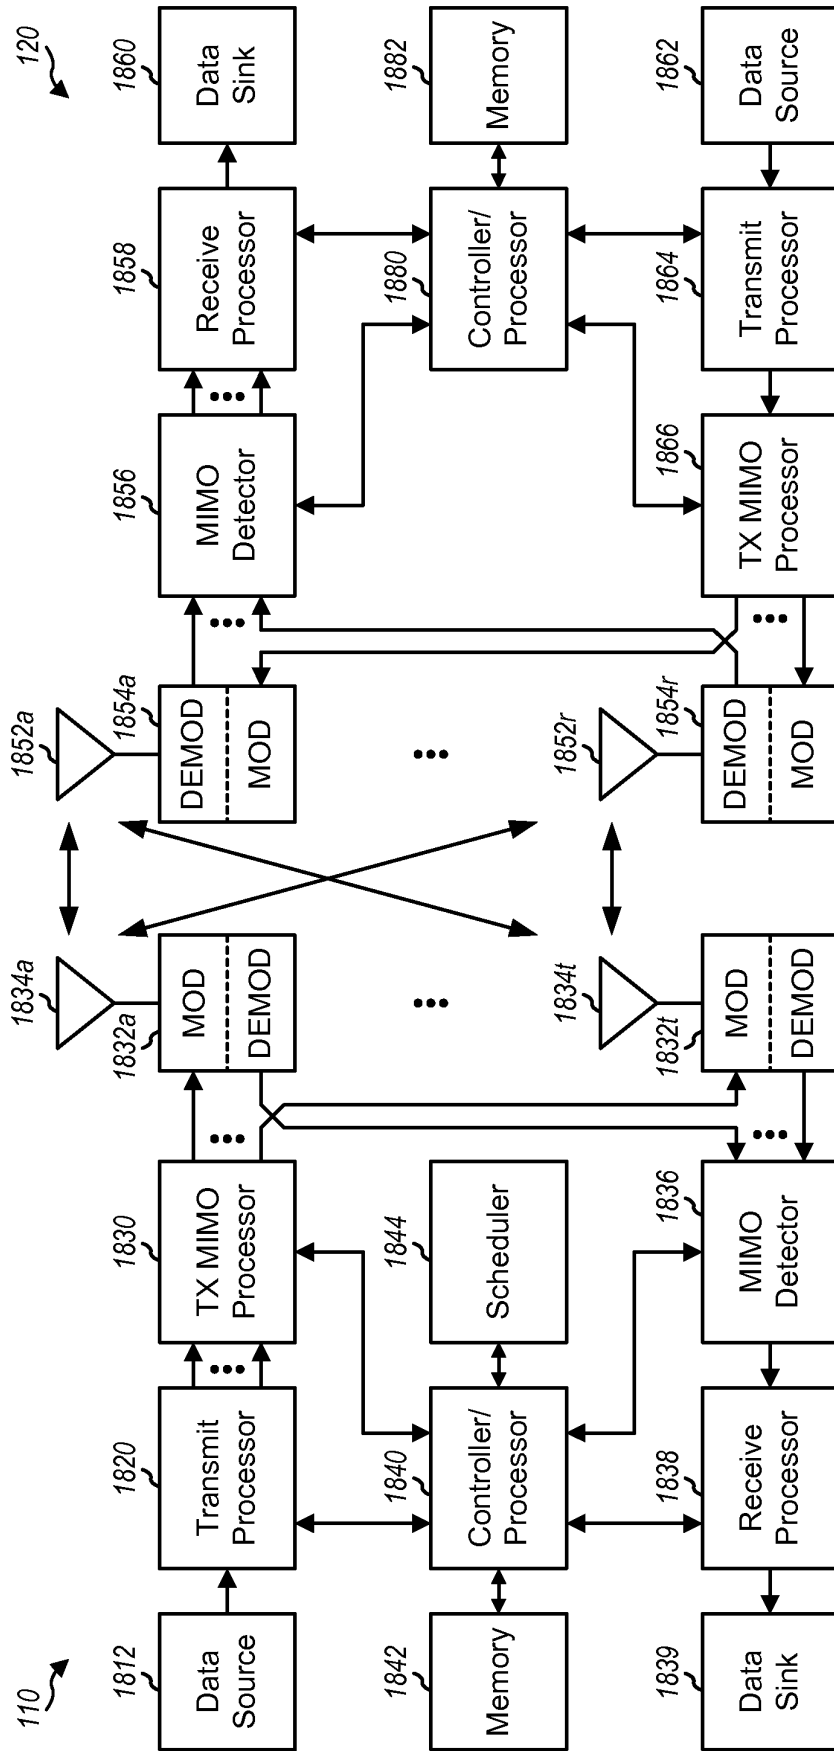 110
120
1812
Data
Source
1820
Transmit
Processor
1830
TX MIMO
Processor
1832a
MOD
DEMOD
1834a
1852a
1854a
DEMOD
MOD
1856
MIMO
Detector
1858
Receive
Processor
1860
Data
Sink
1842
Memory
1840
Controller/
Processor
1844
Scheduler
1880
Controller/
Processor
1882
Memory
1839
Data
Sink
1838
Receive
Processor
1836
MIMO
Detector
1832t
MOD
DEMOD
1834t
1852r
1854r
DEMOD
MOD
1866
TX MIMO
Processor
1864
Transmit
Processor
1862
Data
Source